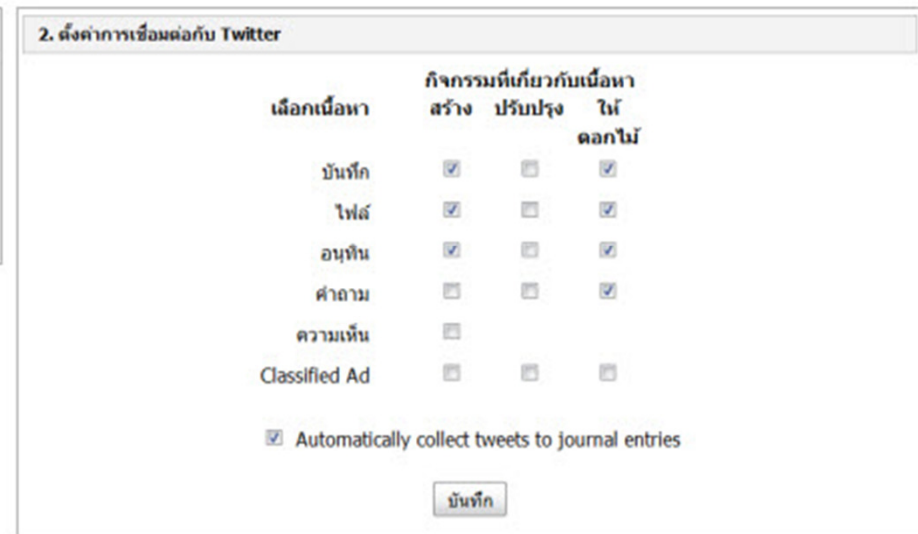 2. ตั้งค่าการเชื่อมต่อกับ Twitter
กิจกรรมที่เกี่ยวกับเนื้อหา
เลือกเนื้อหา สร้าง ปรับปรุง ให้
ดอกไม้
บันทึก
ไฟล์
อนุทิน
คำถาม
ความเห็น
Classified Ad
Automatically collect tweets to journal entries
บันทึก